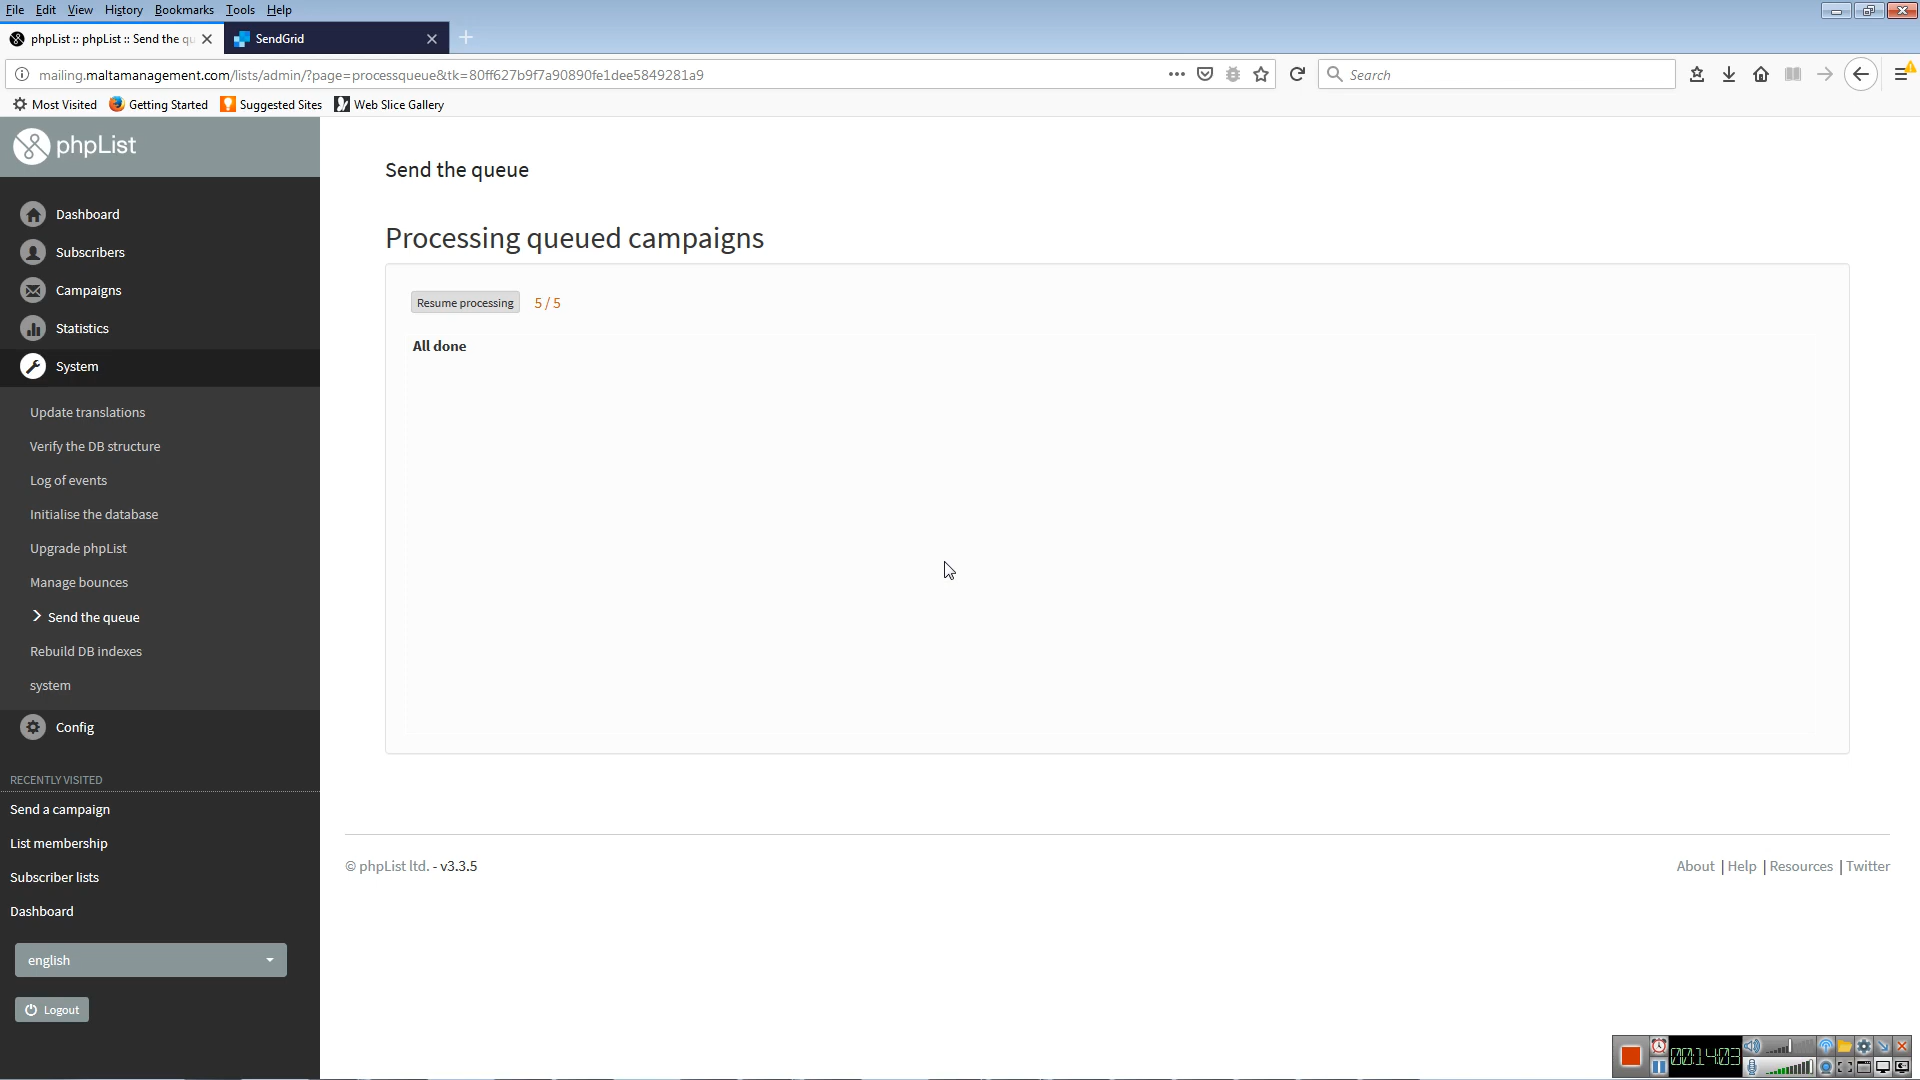 File Edit View History Bookmarks Tools Help
phpList :: phpList :: Send the qu
SendGrid
mailing.maltamanagement.com/lists/admin/?page=processqueue&tk=80ff627b9f7a90890fe1dee5849281a9
Search
Most Visited Getting Started Suggested Sites Web Slice Gallery
phpList
Dashboard
Subscribers
Campaigns
Statistics
System
Update translations
Verify the DB structure
Log of events
Initialise the database
Upgrade phpList
Manage bounces
Send the queue
Rebuild DB indexes
system
Config
RECENTLY VISITED
Send a campaign
List membership
Subscriber lists
Dashboard
english
Logout
Send the queue
Processing queued campaigns
Resume processing 5 / 5
All done
© phpList ltd. - v3.3.5
About | Help | Resources | Twitter
00:14:03